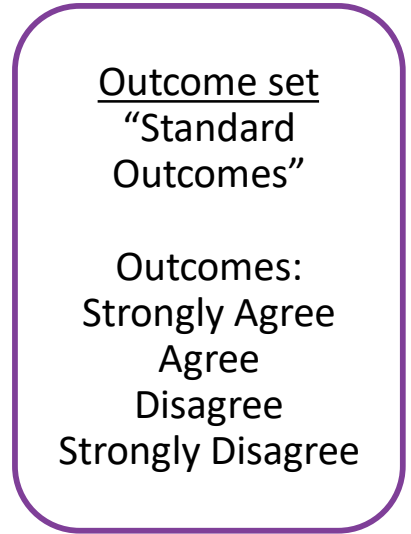 Outcome set
“Standard
Outcomes”
Outcomes:
Strongly Agree
Agree
Disagree
Strongly Disagree